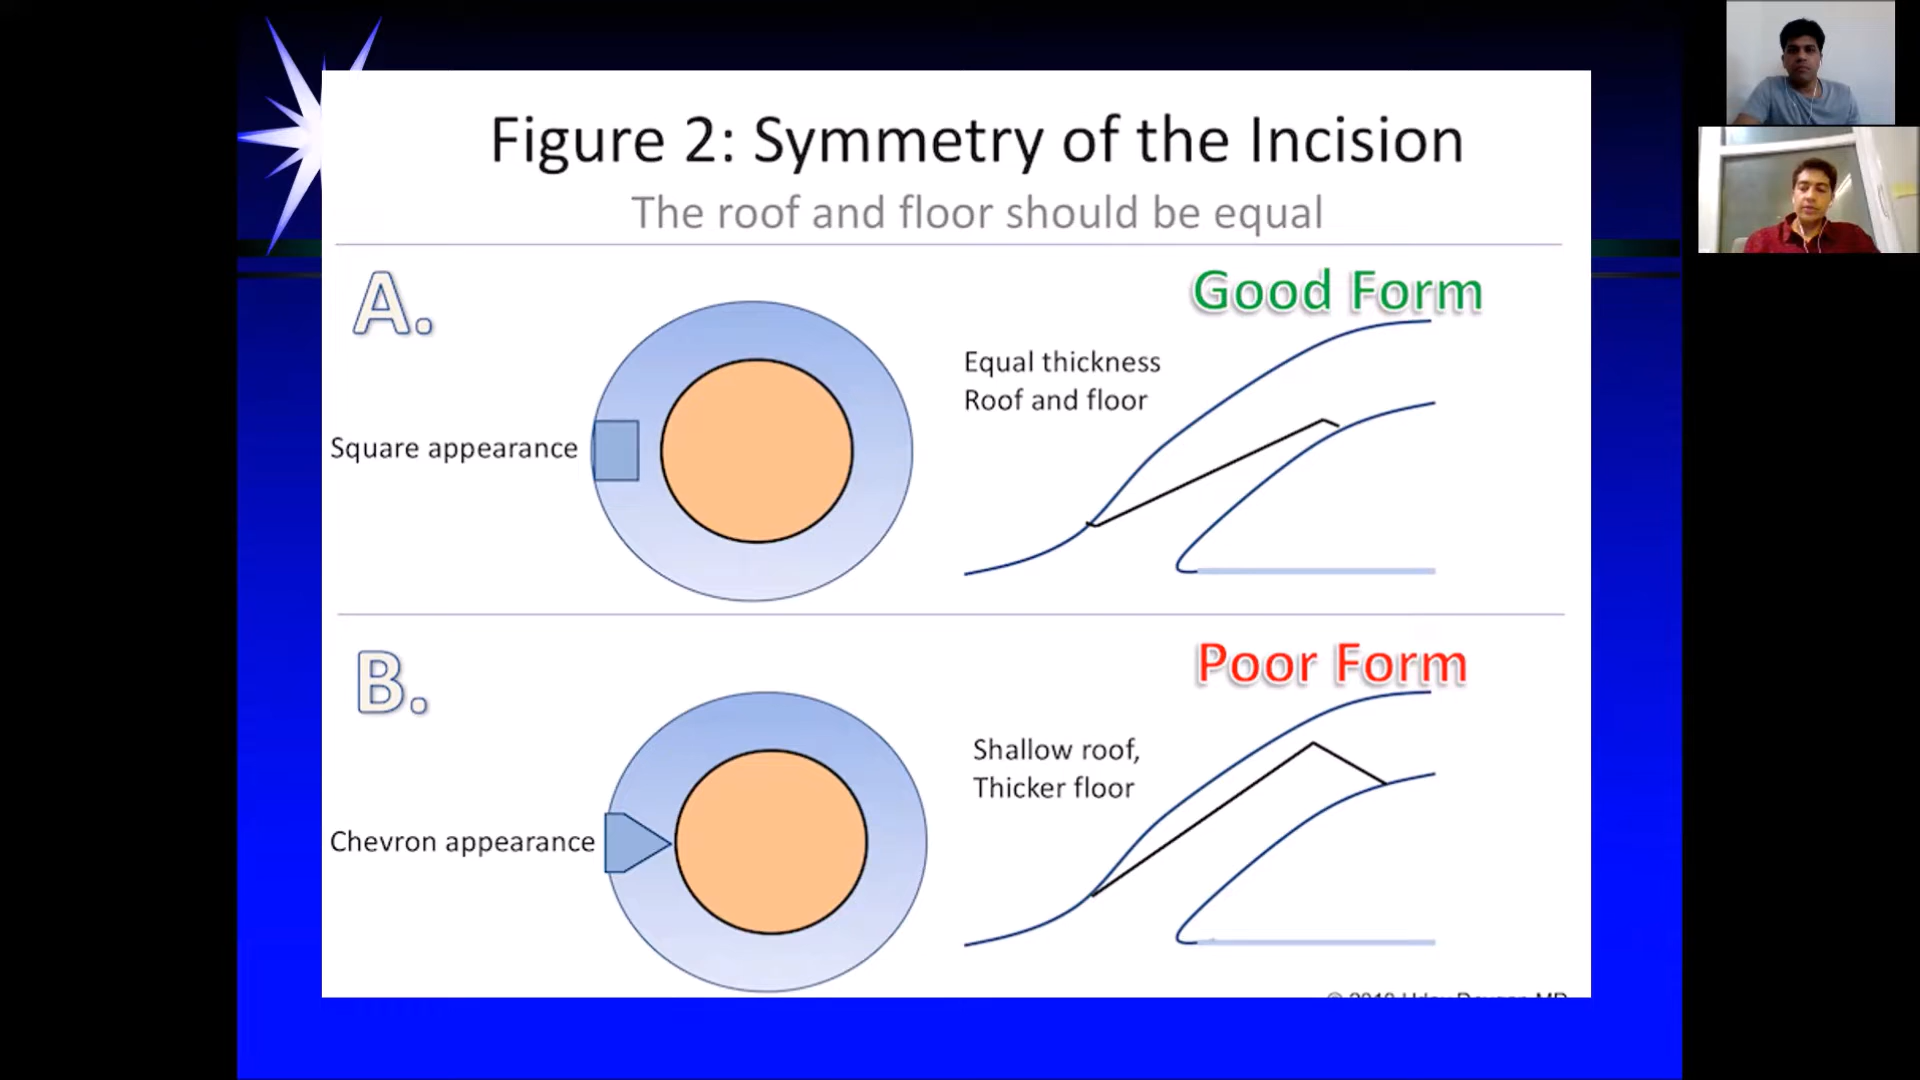 Figure 2: Symmetry of the Incision
The roof and floor should be equal
A.
Good Form
Equal thickness
Roof and floor
Square appearance
B.
Poor Form
Shallow roof,
Thicker floor
Chevron appearance